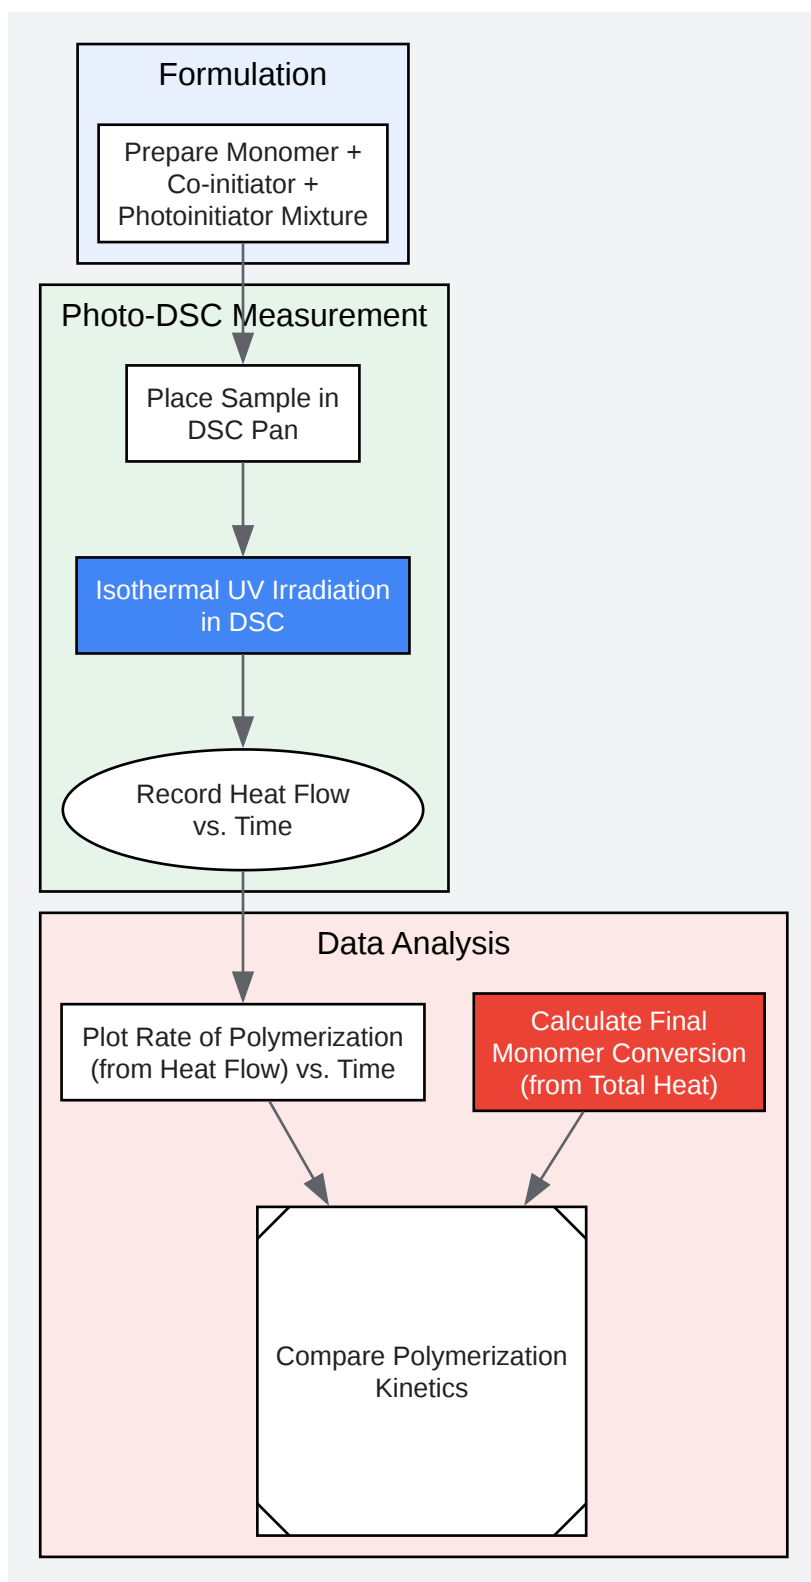 Formulation
Prepare Monomer +
Co-initiator +
Photoinitiator Mixture
Photo-DSC Measurement
Place Sample in
DSC Pan
Isothermal UV Irradiation
in DSC
Record Heat Flow
vs. Time
Data Analysis
Plot Rate of Polymerization
(from Heat Flow) vs. Time
Calculate Final
Monomer Conversion
(from Total Heat)
Compare Polymerization
Kinetics